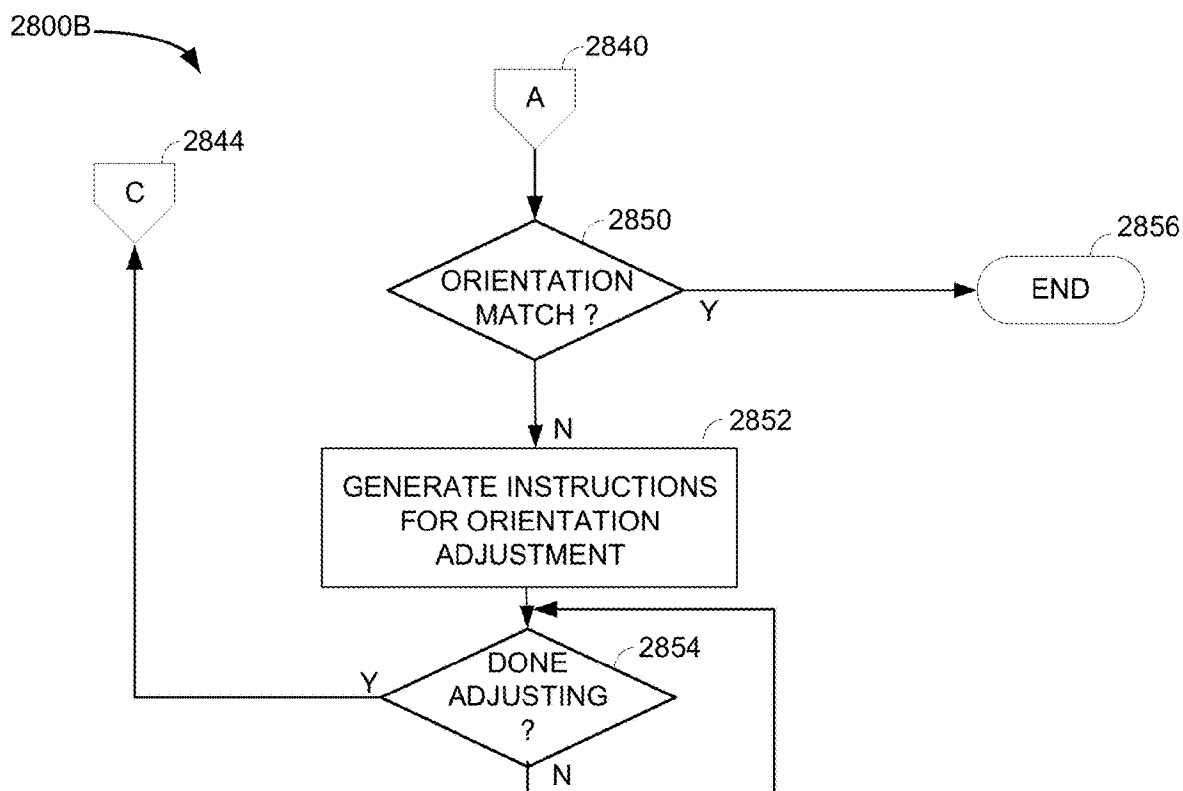 2800B
2840
A
2844
C
2850
ORIENTATION
MATCH ?
Y
2856
END
N
2852
GENERATE INSTRUCTIONS
FOR ORIENTATION
ADJUSTMENT
2854
DONE
ADJUSTING
?
Y
N